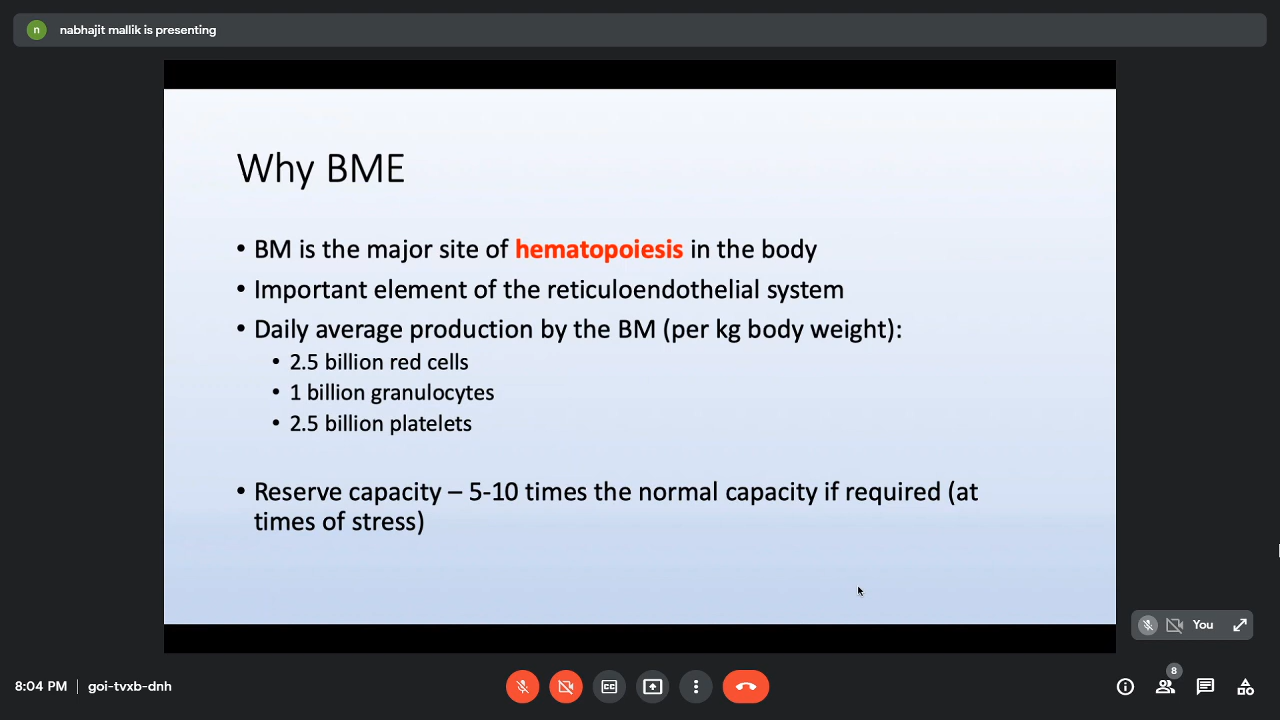 n nabhajit mallik is presenting
Why BME
• BM is the major site of hematopoiesis in the body
• Important element of the reticuloendothelial system
• Daily average production by the BM (per kg body weight):
• 2.5 billion red cells
• 1 billion granulocytes
• 2.5 billion platelets
• Reserve capacity – 5-10 times the normal capacity if required (at
times of stress)
You
8:04 PM | goi-tvxb-dnh
CC
8